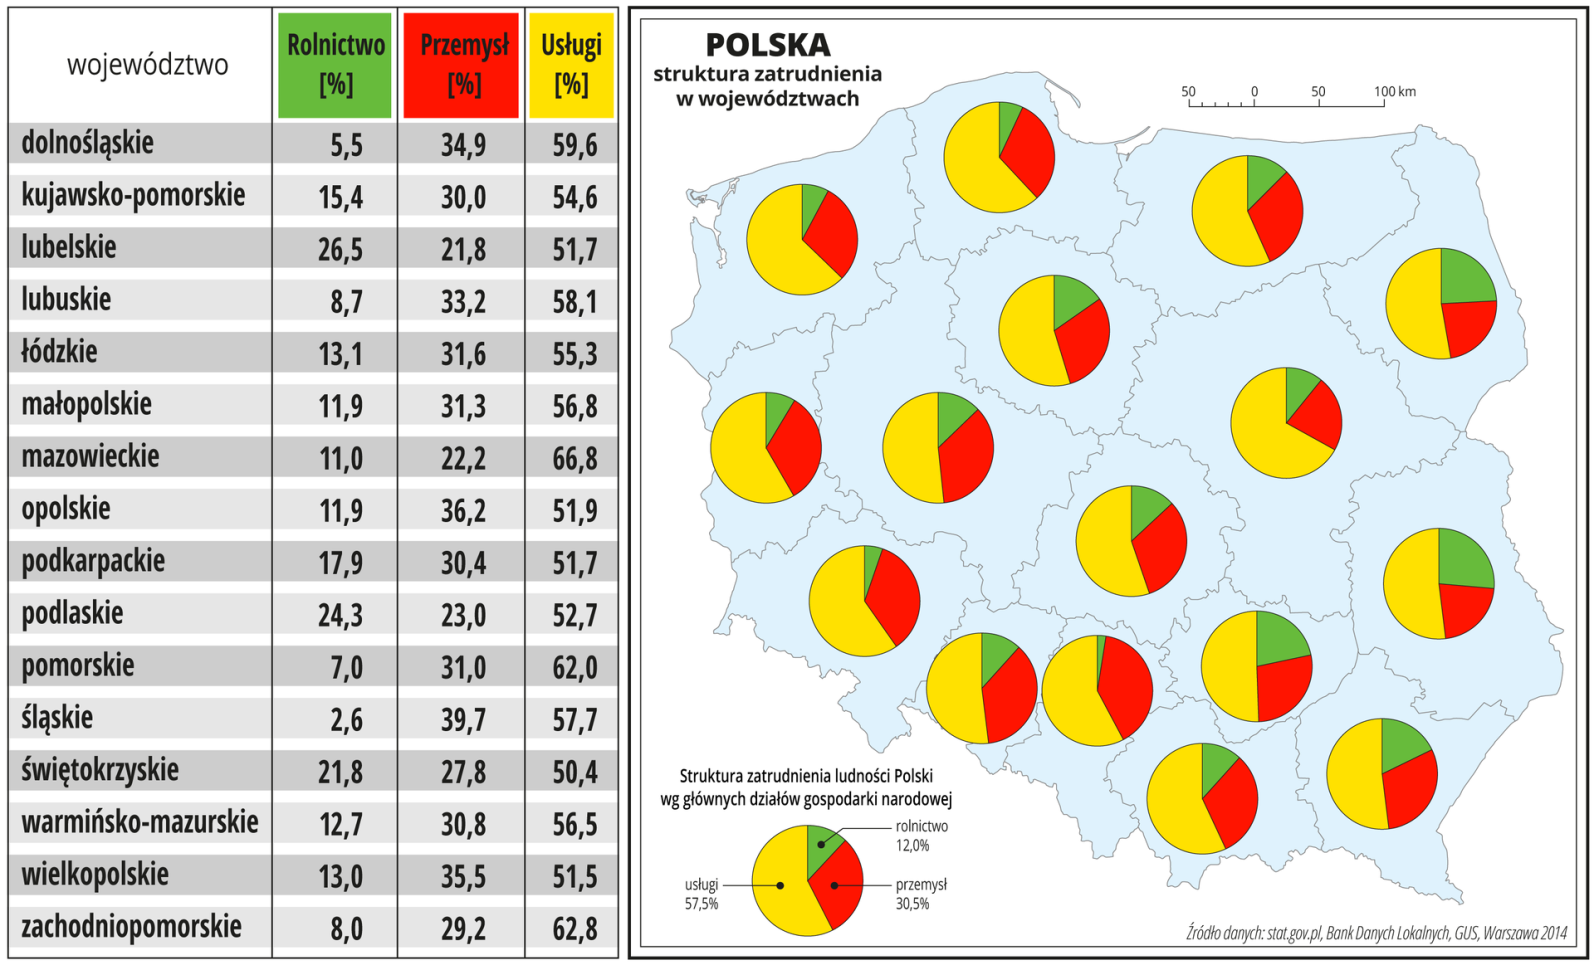 województwo
Rolnictwo
[%]
Przemysł
[%]
Usługi
[%]
dolnośląskie 5,5 34,9 59,6
kujawsko-pomorskie 15,4 30,0 54,6
lubelskie 26,5 21,8 51,7
lubuskie 8,7 33,2 58,1
łódzkie 13,1 31,6 55,3
małopolskie 11,9 31,3 56,8
mazowieckie 11,0 22,2 66,8
opolskie 11,9 36,2 51,9
podkarpackie 17,9 30,4 51,7
podlaskie 24,3 23,0 52,7
pomorskie 7,0 31,0 62,0
śląskie 2,6 39,7 57,7
świętokrzyskie 21,8 27,8 50,4
warmińsko-mazurskie 12,7 30,8 56,5
wielkopolskie 13,0 35,5 51,5
zachodniopomorskie 8,0 29,2 62,8
POLSKA
struktura zatrudnienia
w województwach
50 0 50 100 km
Struktura zatrudnienia ludności Polski
wg głównych działów gospodarki narodowej
rolnictwo
12,0%
usługi
57,5%
przemysł
30,5%
Źródło danych: stat.gov.pl, Bank Danych Lokalnych, GUS, Warszawa 2014